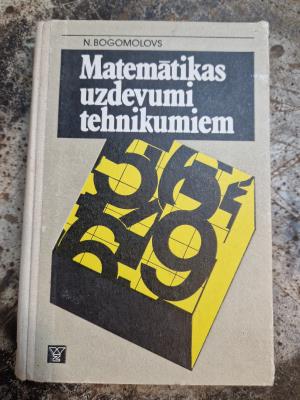 N. BOGOMOLOVS
Matemātikas
uzdevumi
tehnikumiem